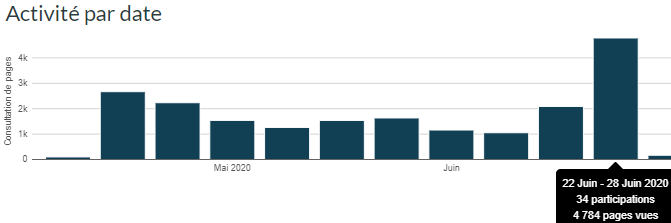 Activité par date
Consultation de pages
4k
3k
2k
1k
0
Mai 2020
Juin
22 Juin - 28 Juin 2020
34 participations
4 784 pages vues